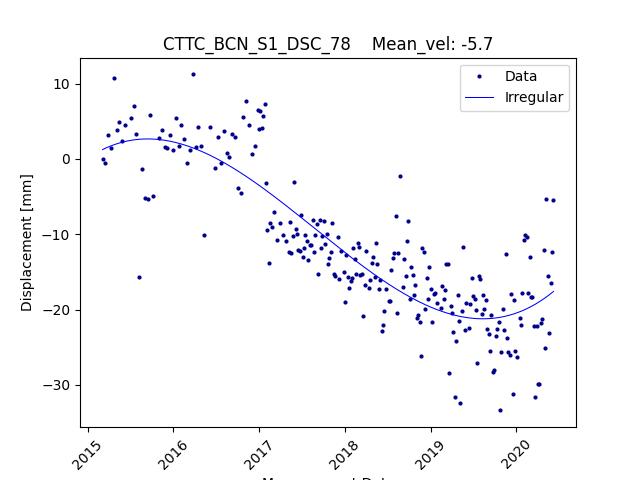 CTTC_BCN_S1_DSC_78    Mean_vel: -5.7
Data
Irregular
Displacement [mm]
10
0
−10
−20
−30
2015
2016
2017
2018
2019
2020